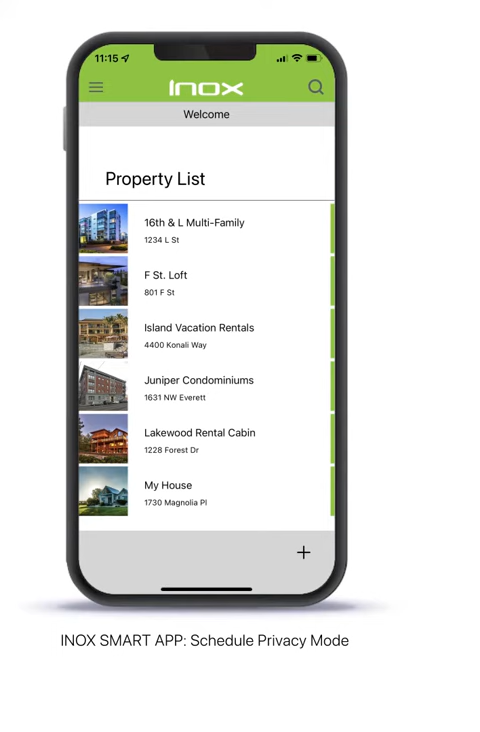 11:15
INOX
Welcome
Property List
16th & L Multi-Family
1234 L St
F St. Loft
801 F St
Island Vacation Rentals
4400 Konali Way
Juniper Condominiums
1631 NW Everett
Lakewood Rental Cabin
1228 Forest Dr
My House
1730 Magnolia Pl
+
INOX SMART APP: Schedule Privacy Mode